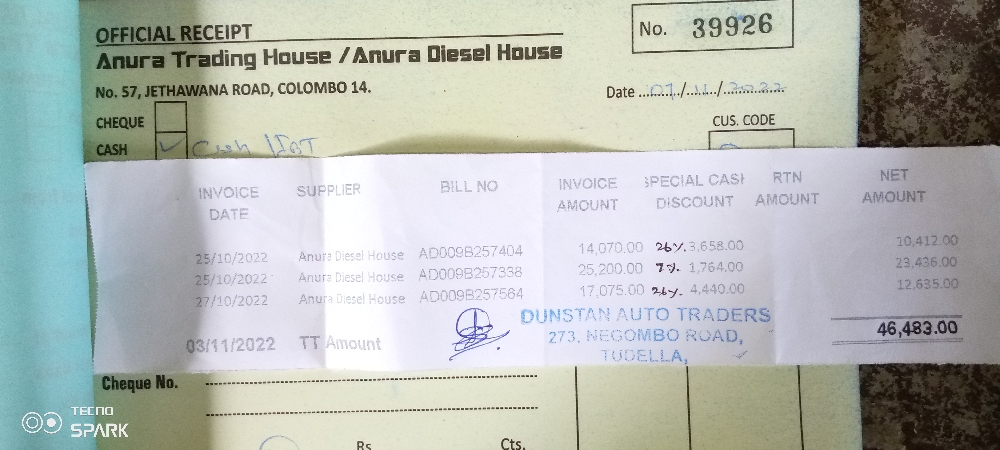 OFFICIAL RECEIPT
No. 39926
Anura Trading House / Anura Diesel House
No. 57, JETHAWANA ROAD, COLOMBO 14.
Date 07/11/2022
CHEQUE
CUS. CODE
CASH Cash
INVOICE DATE SUPPLIER BILL NO INVOICE AMOUNT SPECIAL CASH DISCOUNT RTN AMOUNT NET AMOUNT
25/10/2022 Anura Diesel House AD009B257404 14,070.00 26%. 3,658.00 10,412.00
25/10/2022 Anura Diesel House AD009B257338 25,200.00 7%. 1,764.00 23,436.00
27/10/2022 Anura Diesel House AD009B257564 17,075.00 26%. 4,440.00 12,635.00
DUNSTAN AUTO TRADERS
273, NEGOMBO ROAD,
TUDELLA,
03/11/2022 TT Amount 46,483.00
Cheque No.
Rs. Cts.
TECNO
SPARK